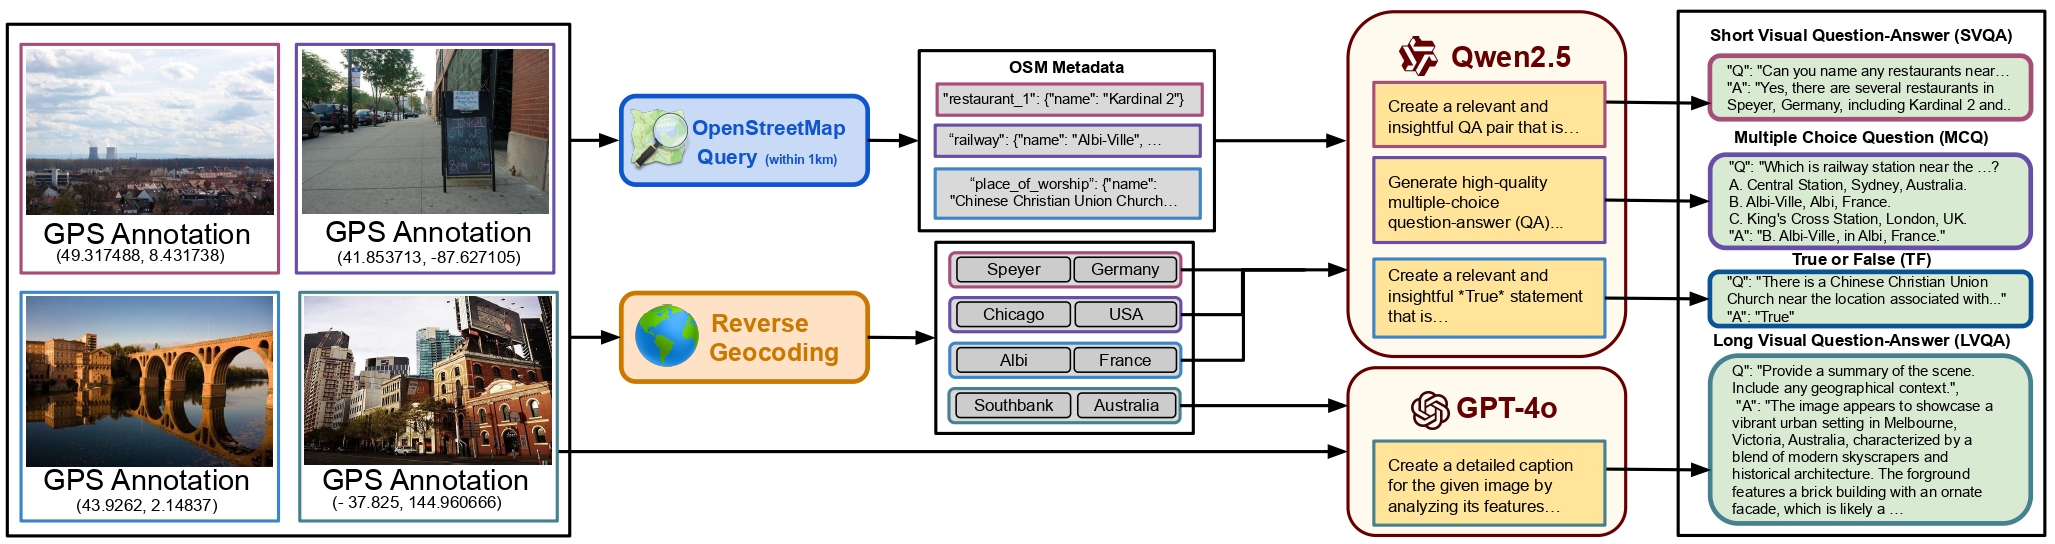 GPS Annotation
(49.317488, 8.431738)
GPS Annotation
(41.853713, -87.627105)
GPS Annotation
(43.9262, 2.14837)
GPS Annotation
(- 37.825, 144.960666)
OpenStreetMap
Query (within 1km)
Reverse
Geocoding
OSM Metadata
"restaurant_1": {"name": "Kardinal 2"}
“railway": {"name": "Albi-Ville", …
“place_of_worship”: {"name":
"Chinese Christian Union Church…
Speyer
Germany
Chicago
USA
Albi
France
Southbank
Australia
Qwen2.5
Create a relevant and
insightful QA pair that is…
Generate high-quality
multiple-choice
question-answer (QA)...
Create a relevant and
insightful *True* statement
that is…
GPT-4o
Create a detailed caption
for the given image by
analyzing its features…
Short Visual Question-Answer (SVQA)
"Q": "Can you name any restaurants near…
"A": "Yes, there are several restaurants in
Speyer, Germany, including Kardinal 2 and..
Multiple Choice Question (MCQ)
"Q": "Which is railway station near the …?
A. Central Station, Sydney, Australia.
B. Albi-Ville, Albi, France.
C. King's Cross Station, London, UK.
"A": "B. Albi-Ville, in Albi, France."
True or False (TF)
"Q": "There is a Chinese Christian Union
Church near the location associated with..."
"A": "True"
Long Visual Question-Answer (LVQA)
Q": "Provide a summary of the scene.
Include any geographical context.",
"A": "The image appears to showcase a
vibrant urban setting in Melbourne,
Victoria, Australia, characterized by a
blend of modern skyscrapers and
historical architecture. The forground
features a brick building with an ornate
facade, which is likely a …